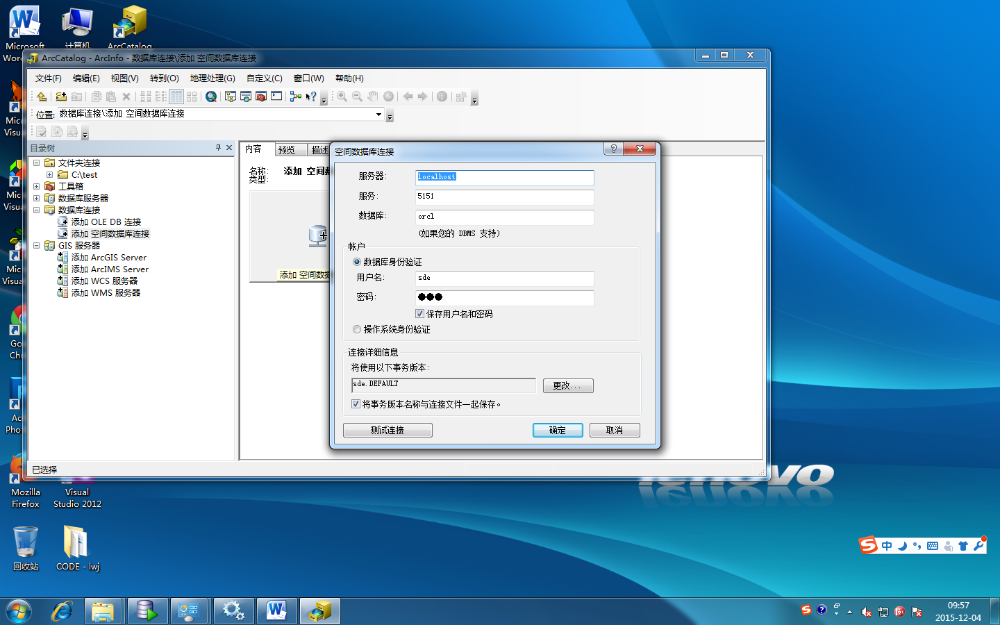 Microsoft
计算机
ArcCatalog
ArcCatalog - ArcInfo - 数据库连接\添加 空间数据库连接
文件(F) 编辑(E) 视图(V) 转到(O) 地理处理(G) 自定义(C) 窗口(W) 帮助(H)
位置: 数据库连接\添加 空间数据库连接
目录树
文件夹连接
C:\test
工具箱
数据库服务器
数据库连接
添加 OLE DB 连接
添加 空间数据库连接
GIS 服务器
添加 ArcGIS Server
添加 ArcIMS Server
添加 WCS 服务器
添加 WMS 服务器
内容 预览 描述
名称: 添加 空间数
类型:
添加 空间数据
空间数据库连接
服务器: localhost
服务: 5151
数据库: orcl
(如果您的 DBMS 支持)
帐户
数据库身份验证
用户名: sde
密码: ●●●
保存用户名和密码
操作系统身份验证
连接详细信息
将使用以下事务版本:
sde.DEFAULT 更改...
将事务版本名称与连接文件一起保存。
测试连接 确定 取消
已选择
lenovo
Mozilla
Firefox
Visual
Studio 2012
回收站
CODE - lwj
中
09:57
2015-12-04